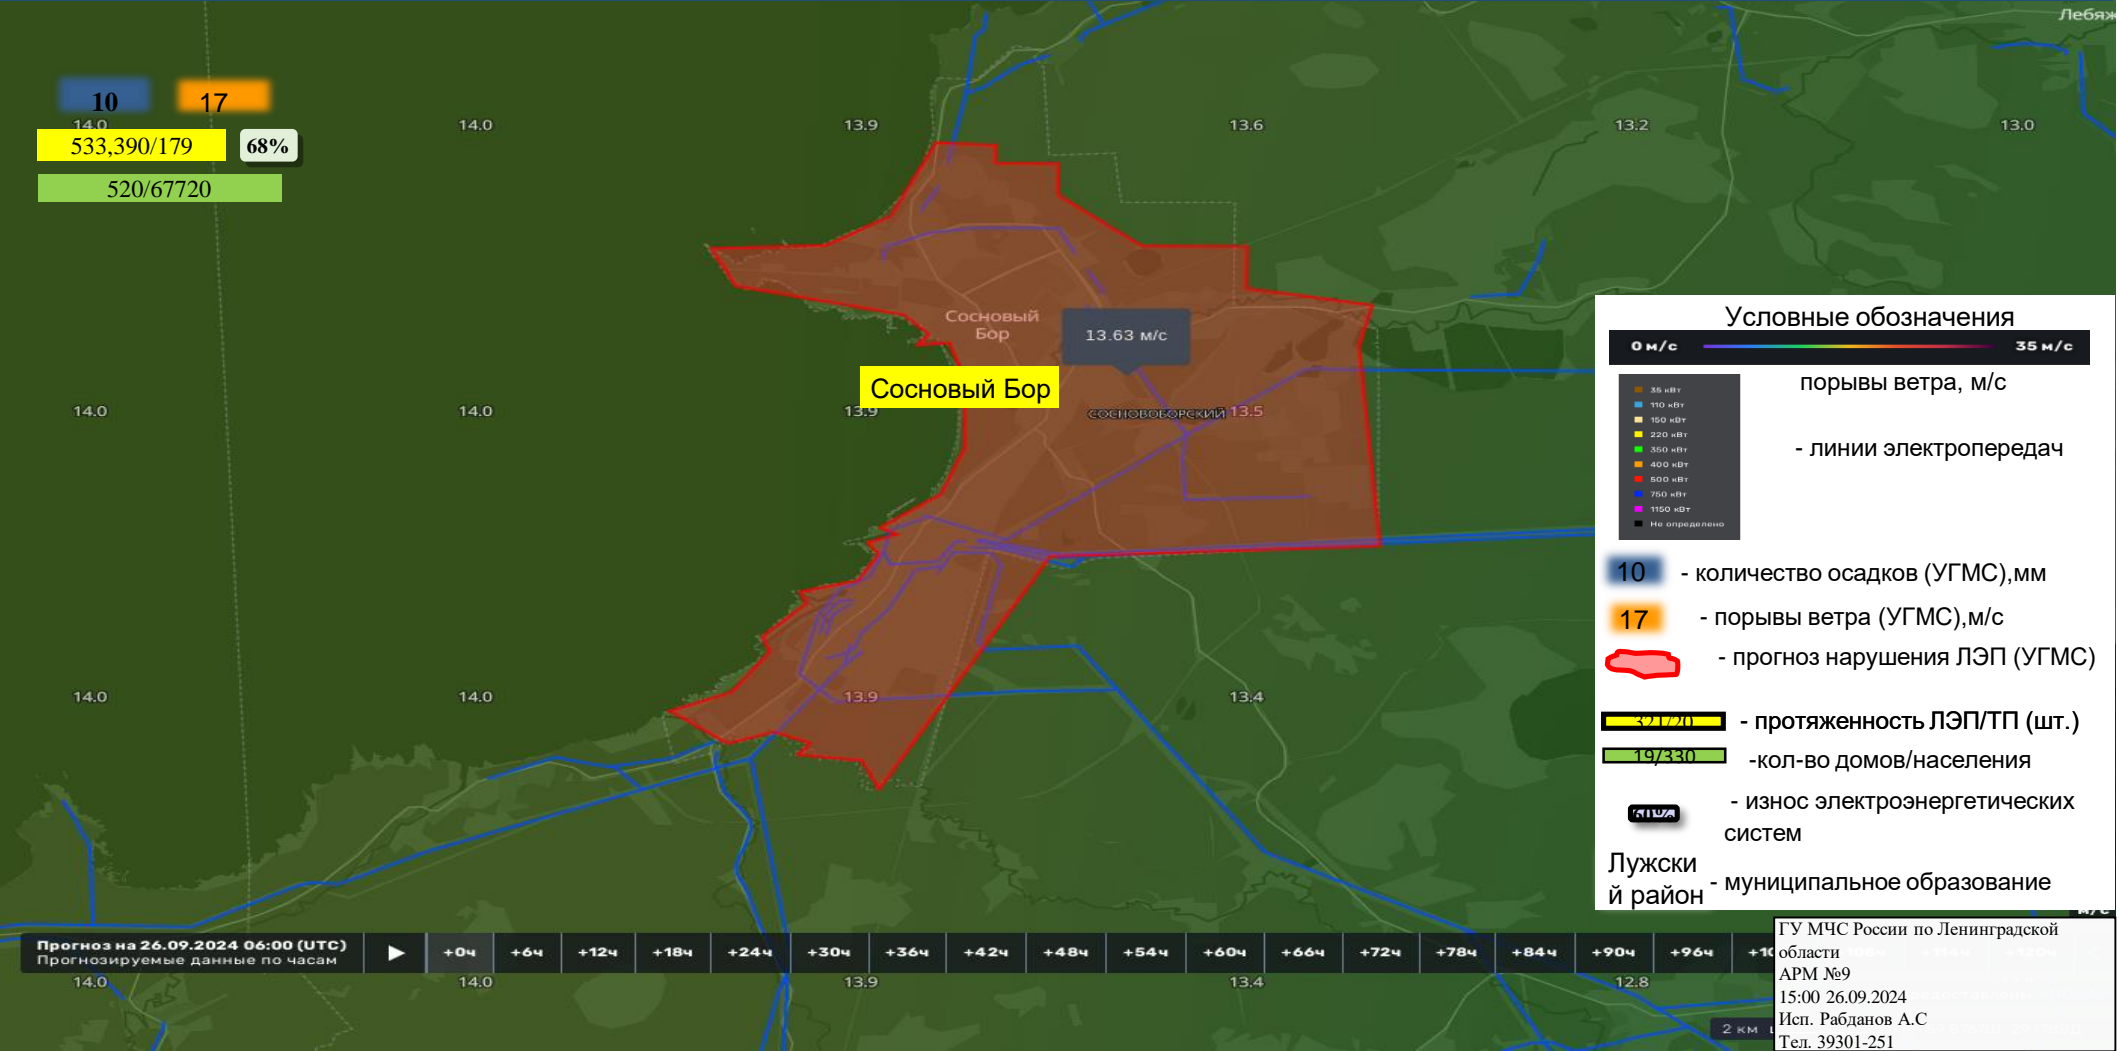 Лебяж
10
17
14.0
14.0
13.9
13.6
13.2
13.0
533,390/179
68%
520/67720
Сосновый
Бор
13.63 м/с
Сосновый Бор
14.0
14.0
13.9
СОСНОВОБОРСКИЙ
13.5
Условные обозначения
0 м/с
35 м/с
порывы ветра, м/с
35 кВт
110 кВт
150 кВт
220 кВт
350 кВт
400 кВт
500 кВт
750 кВт
1150 кВт
Не определено
- линии электропередач
10
- количество осадков (УГМС),мм
17
- порывы ветра (УГМС),м/с
- прогноз нарушения ЛЭП (УГМС)
321/20
- протяженность ЛЭП/ТП (шт.)
19/330
-кол-во домов/населения
60%
- износ электроэнергетических
систем
Лужски
й район
- муниципальное образование
14.0
14.0
13.9
13.4
м/с
Прогноз на 26.09.2024 06:00 (UTC)
Прогнозируемые данные по часам
+0ч
+6ч
+12ч
+18ч
+24ч
+30ч
+36ч
+42ч
+48ч
+54ч
+60ч
+66ч
+72ч
+78ч
+84ч
+90ч
+96ч
14.0
14.0
13.9
13.4
12.8
2 км
ГУ МЧС России по Ленинградской
области
АРМ №9
15:00 26.09.2024
Исп. Рабданов А.С
Тел. 39301-251